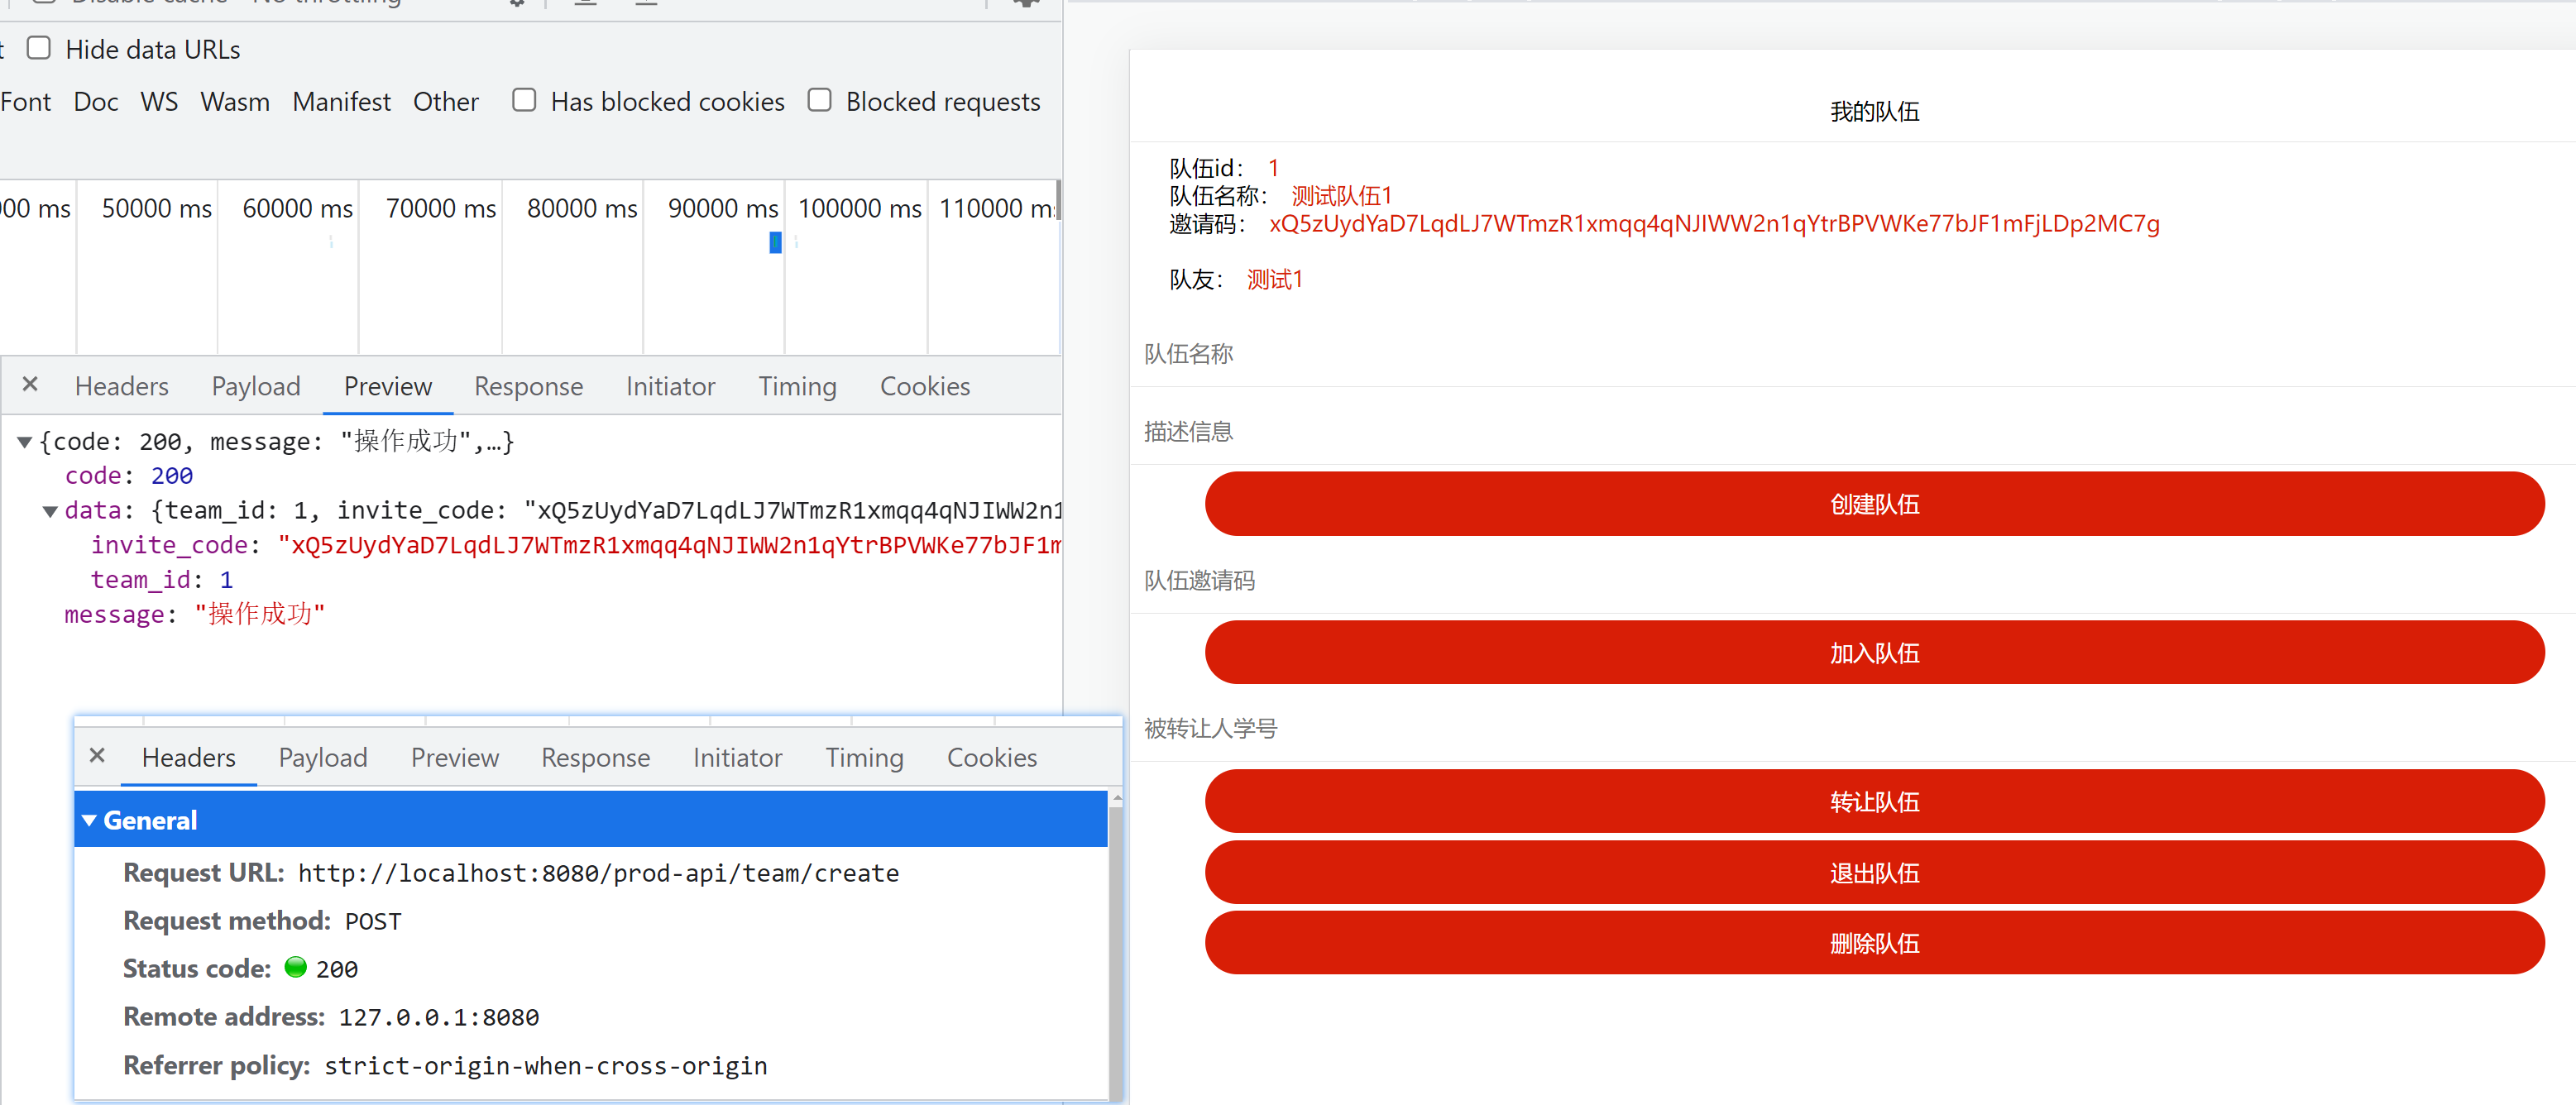 Hide data URLs
Font Doc WS Wasm Manifest Other Has blocked cookies Blocked requests
00 ms 50000 ms 60000 ms 70000 ms 80000 ms 90000 ms 100000 ms 110000 m
Headers Payload Preview Response Initiator Timing Cookies
{code: 200, message: "操作成功",…}
code: 200
data: {team_id: 1, invite_code: "xQ5zUydYaD7LqdLJ7WTmzR1xmqq4qNJIWW2n1
invite_code: "xQ5zUydYaD7LqdLJ7WTmzR1xmqq4qNJIWW2n1qYtrBPVWKe77bJF1m
team_id: 1
message: "操作成功"
Headers Payload Preview Response Initiator Timing Cookies
General
Request URL: http://localhost:8080/prod-api/team/create
Request method: POST
Status code: 200
Remote address: 127.0.0.1:8080
Referrer policy: strict-origin-when-cross-origin
我的队伍
队伍id： 1
队伍名称： 测试队伍1
邀请码： xQ5zUydYaD7LqdLJ7WTmzR1xmqq4qNJIWW2n1qYtrBPVWKe77bJF1mFjLDp2MC7g
队友： 测试1
队伍名称
描述信息
创建队伍
队伍邀请码
加入队伍
被转让人学号
转让队伍
退出队伍
删除队伍